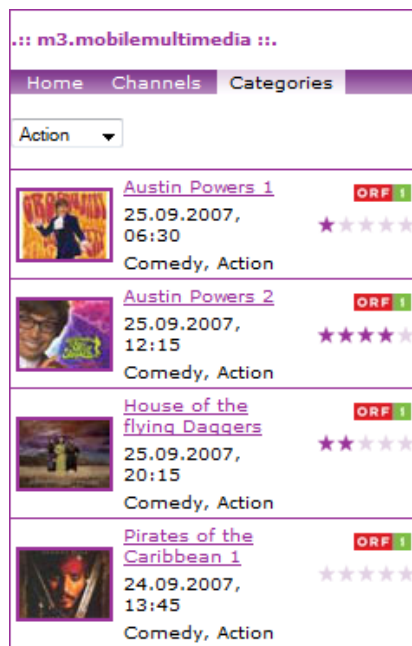 .:: m3.mobilemultimedia ::.
Home Channels Categories
Action
Austin Powers 1
ORF 1
25.09.2007,
06:30
Comedy, Action
Austin Powers 2
ORF 1
25.09.2007,
12:15
Comedy, Action
House of the
ORF 1
flying Daggers
25.09.2007,
20:15
Comedy, Action
Pirates of the
ORF 1
Caribbean 1
24.09.2007,
13:45
Comedy, Action